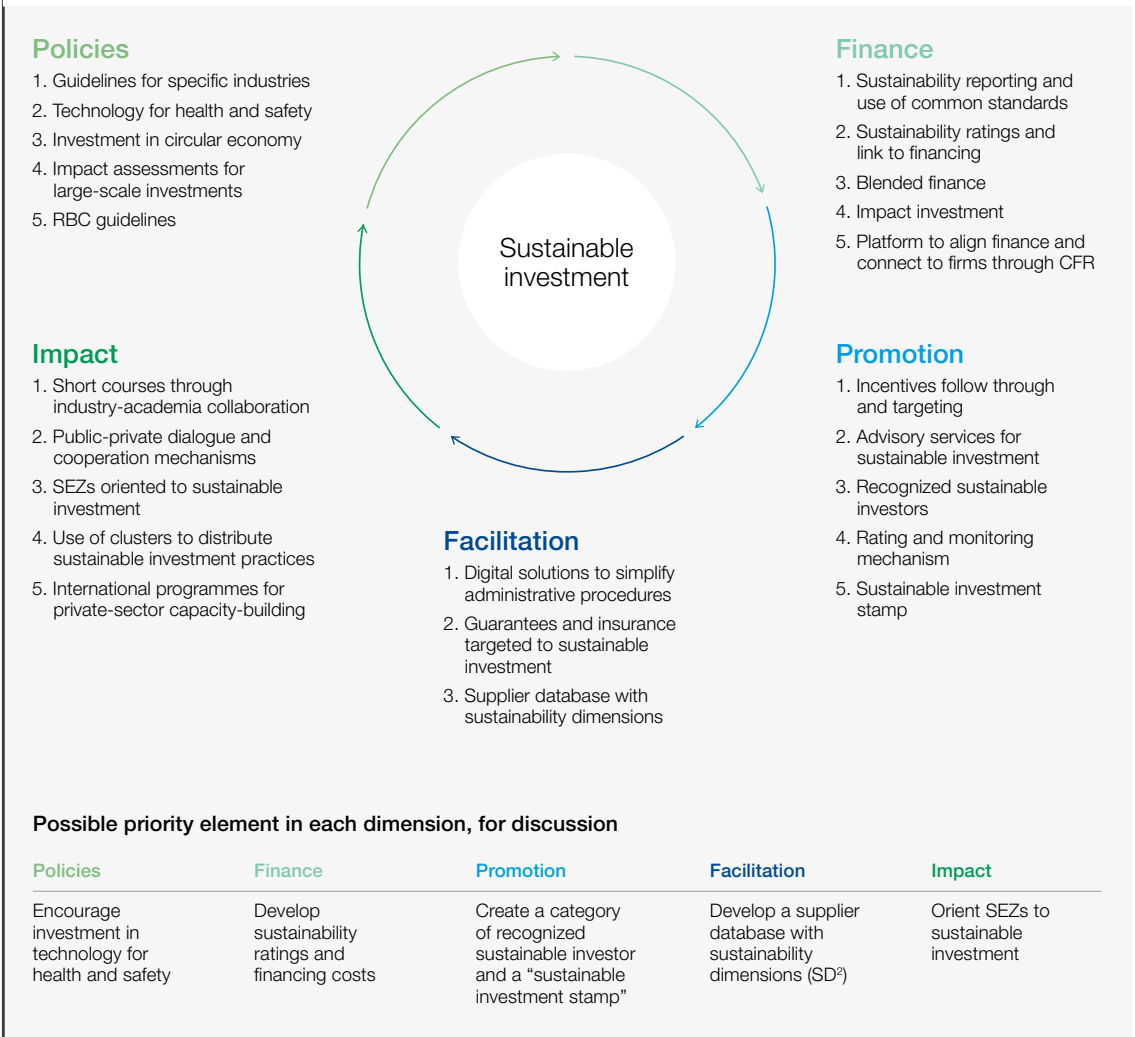 Policies
1. Guidelines for specific industries
2. Technology for health and safety
3. Investment in circular economy
4. Impact assessments for
large-scale investments
5. RBC guidelines
Finance
1. Sustainability reporting and
use of common standards
2. Sustainability ratings and
link to financing
3. Blended finance
4. Impact investment
5. Platform to align finance and
connect to firms through CFR
Sustainable
investment
Impact
1. Short courses through
industry-academia collaboration
2. Public-private dialogue and
cooperation mechanisms
3. SEZs oriented to sustainable
investment
4. Use of clusters to distribute
sustainable investment practices
5. International programmes for
private-sector capacity-building
Promotion
1. Incentives follow through
and targeting
2. Advisory services for
sustainable investment
3. Recognized sustainable
investors
4. Rating and monitoring
mechanism
5. Sustainable investment
stamp
Facilitation
1. Digital solutions to simplify
administrative procedures
2. Guarantees and insurance
targeted to sustainable
investment
3. Supplier database with
sustainability dimensions
Possible priority element in each dimension, for discussion
Policies
Encourage
investment in
technology for
health and safety
Finance
Develop
sustainability
ratings and
financing costs
Promotion
Create a category
of recognized
sustainable investor
and a “sustainable
investment stamp”
Facilitation
Develop a supplier
database with
sustainability
dimensions (SD²)
Impact
Orient SEZs to
sustainable
investment